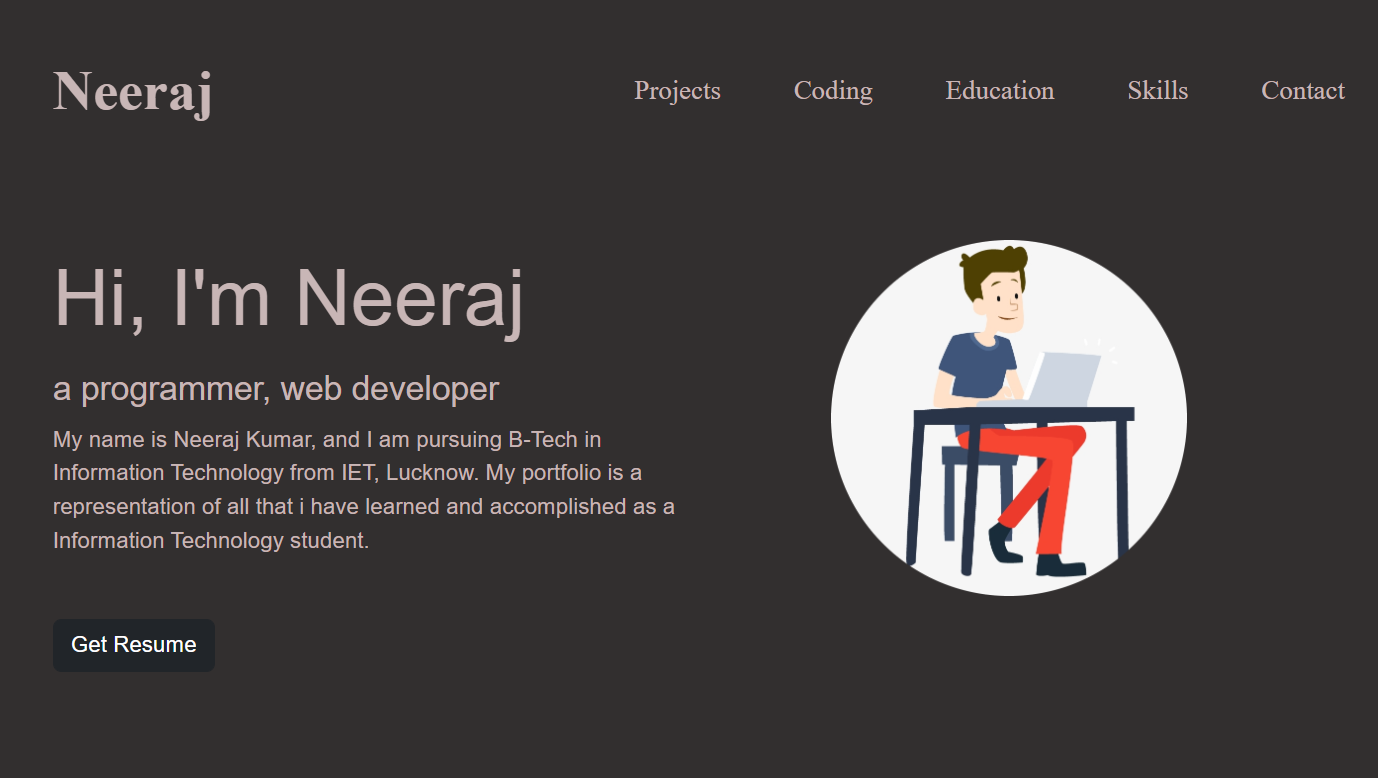 Neeraj
Projects Coding Education Skills Contact
Hi, I'm Neeraj
a programmer, web developer
My name is Neeraj Kumar, and I am pursuing B-Tech in
Information Technology from IET, Lucknow. My portfolio is a
representation of all that i have learned and accomplished as a
Information Technology student.
Get Resume